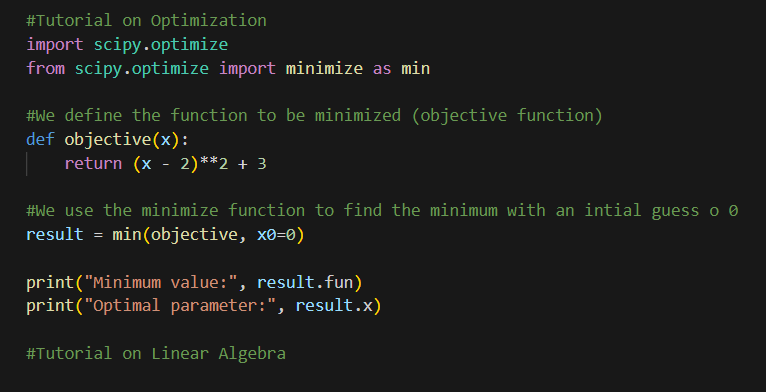 #Tutorial on Optimization
import scipy.optimize
from scipy.optimize import minimize as min
#We define the function to be minimized (objective function)
def objective(x):
    return (x - 2)**2 + 3
#We use the minimize function to find the minimum with an intial guess o 0
result = min(objective, x0=0)
print("Minimum value:", result.fun)
print("Optimal parameter:", result.x)
#Tutorial on Linear Algebra